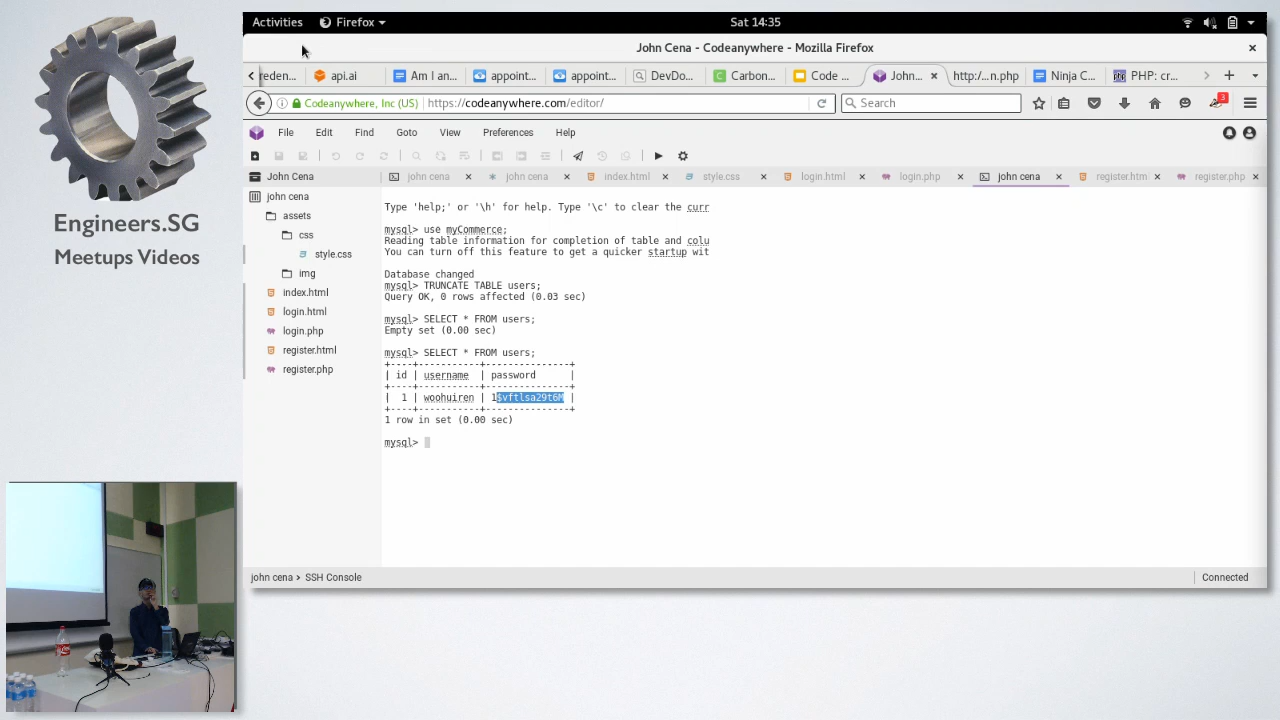 Engineers.SG
Meetups Videos
Activities
Firefox
Sat 14:35
John Cena - Codeanywhere - Mozilla Firefox
reden...
api.ai
Am I an...
appoint...
appoint...
DevDo...
Carbon...
Code ...
John...
http:/...n.php
Ninja C...
PHP: cr...
Codeanywhere, Inc (US)
https://codeanywhere.com/editor/
Search
3
File
Edit
Find
Goto
View
Preferences
Help
John Cena
john cena
john cena
index.html
style.css
login.html
login.php
john cena
register.html
register.php
john cena
assets
css
style.css
img
index.html
login.html
login.php
register.html
register.php
Type 'help;' or '\h' for help. Type '\c' to clear the curr
mysql> use myCommerce;
Reading table information for completion of table and colu
You can turn off this feature to get a quicker startup wit
Database changed
mysql> TRUNCATE TABLE users;
Query OK, 0 rows affected (0.03 sec)
mysql> SELECT * FROM users;
Empty set (0.00 sec)
mysql> SELECT * FROM users;
+----+-----------+---------------+
| id | username | password |
+----+-----------+---------------+
| 1 | woohuiren | 1$vftlsa29t6M |
+----+-----------+---------------+
1 row in set (0.00 sec)
mysql>
john cena > SSH Console
Connected